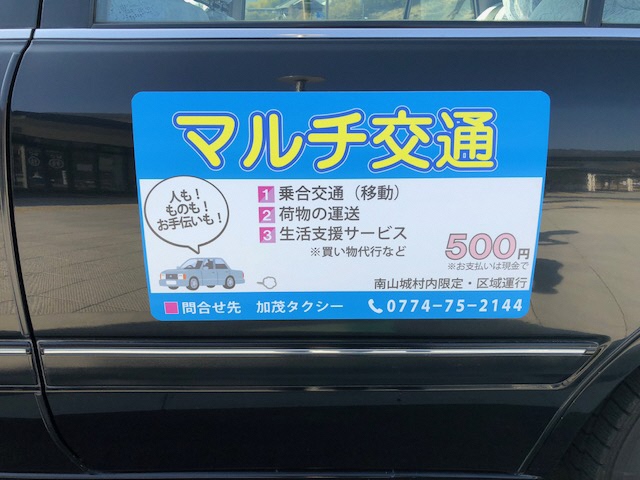 マルチ交通
人も！
ものも！
お手伝いも！
1 乗合交通（移動）
2 荷物の運送
3 生活支援サービス
※買い物代行など
500円
※お支払いは現金で
南山城村内限定・区域運行
■問合せ先 加茂タクシー 0774-75-2144